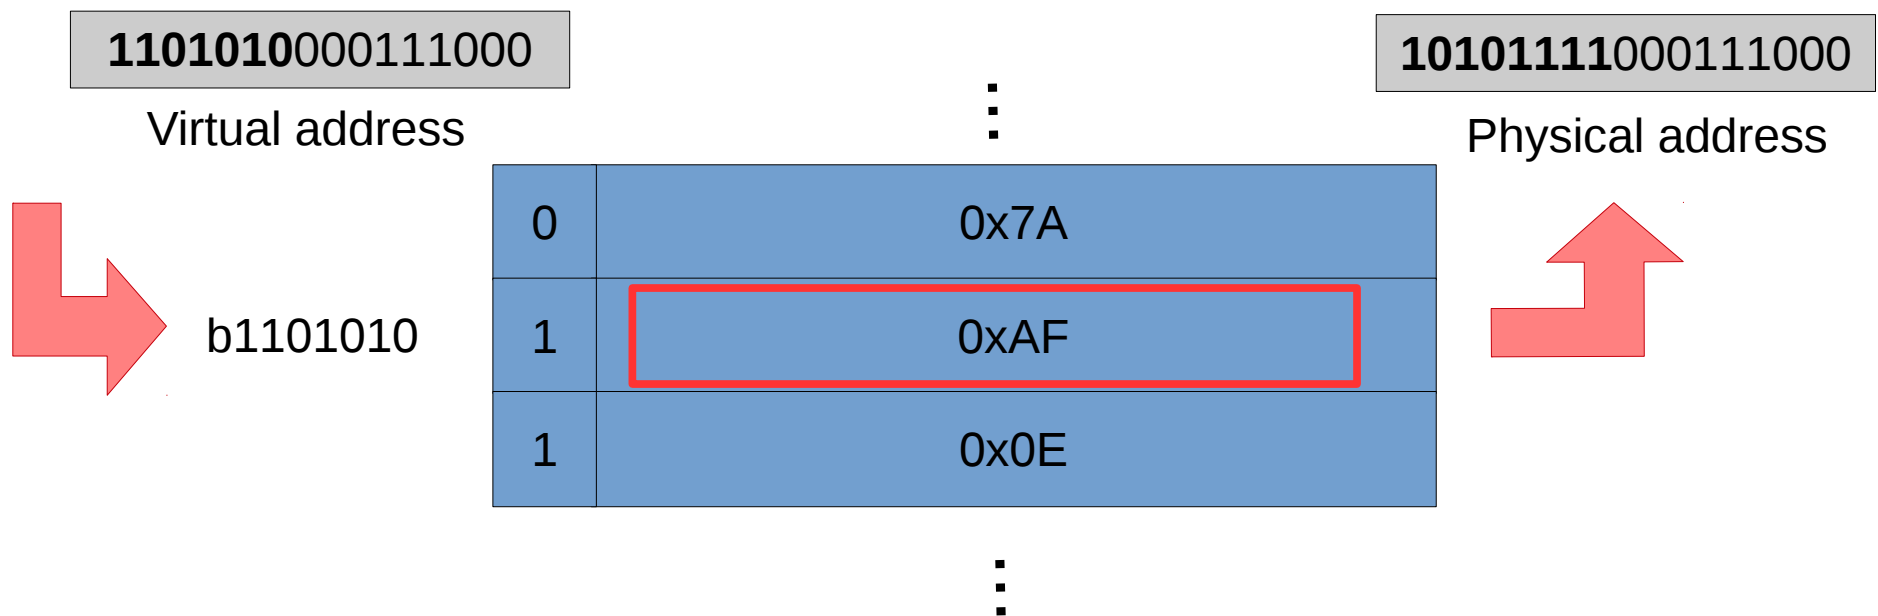 1101010000111000
Virtual address
10101111000111000
Physical address
0 0x7A
b1101010 1 0xAF
1 0x0E